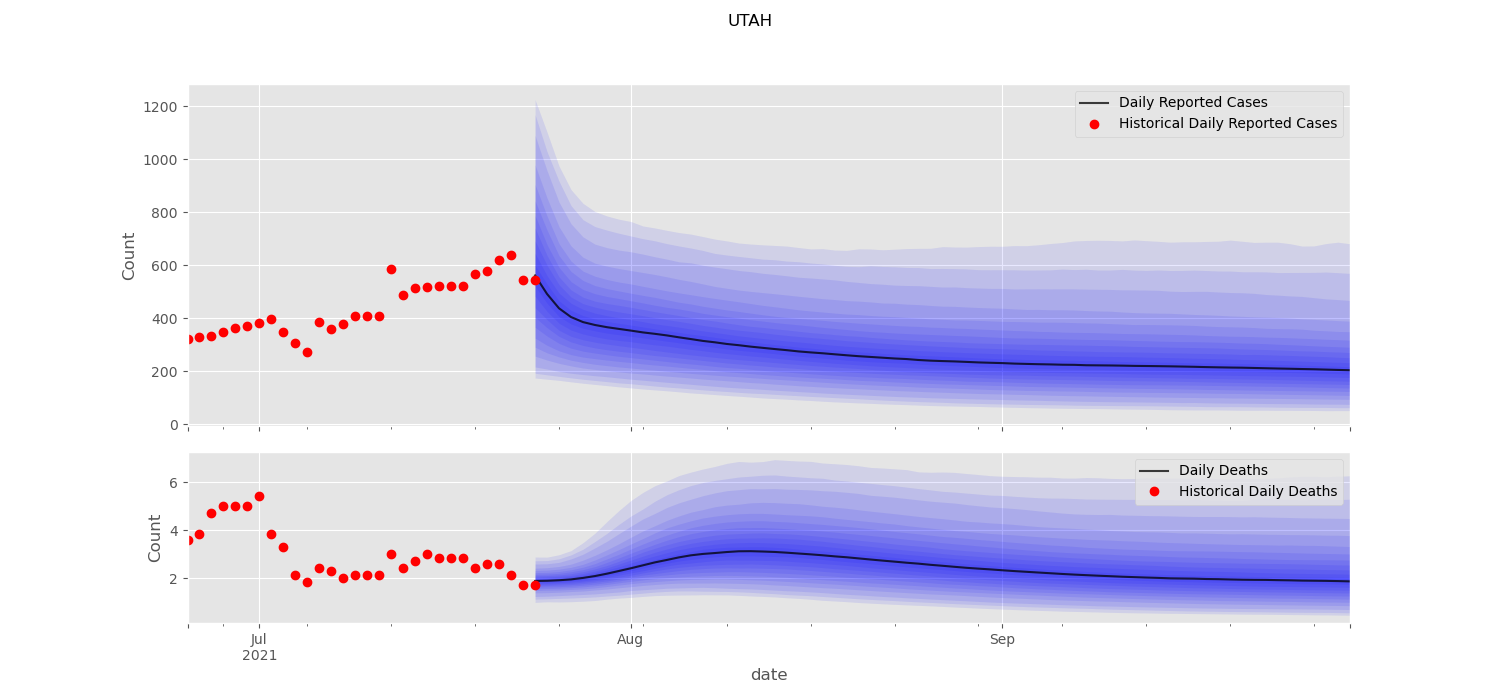 UTAH
1200
1000
800
600
400
200
0
Count
Daily Reported Cases
Historical Daily Reported Cases
6
4
2
Count
Daily Deaths
Historical Daily Deaths
Jul
2021
Aug
Sep
date